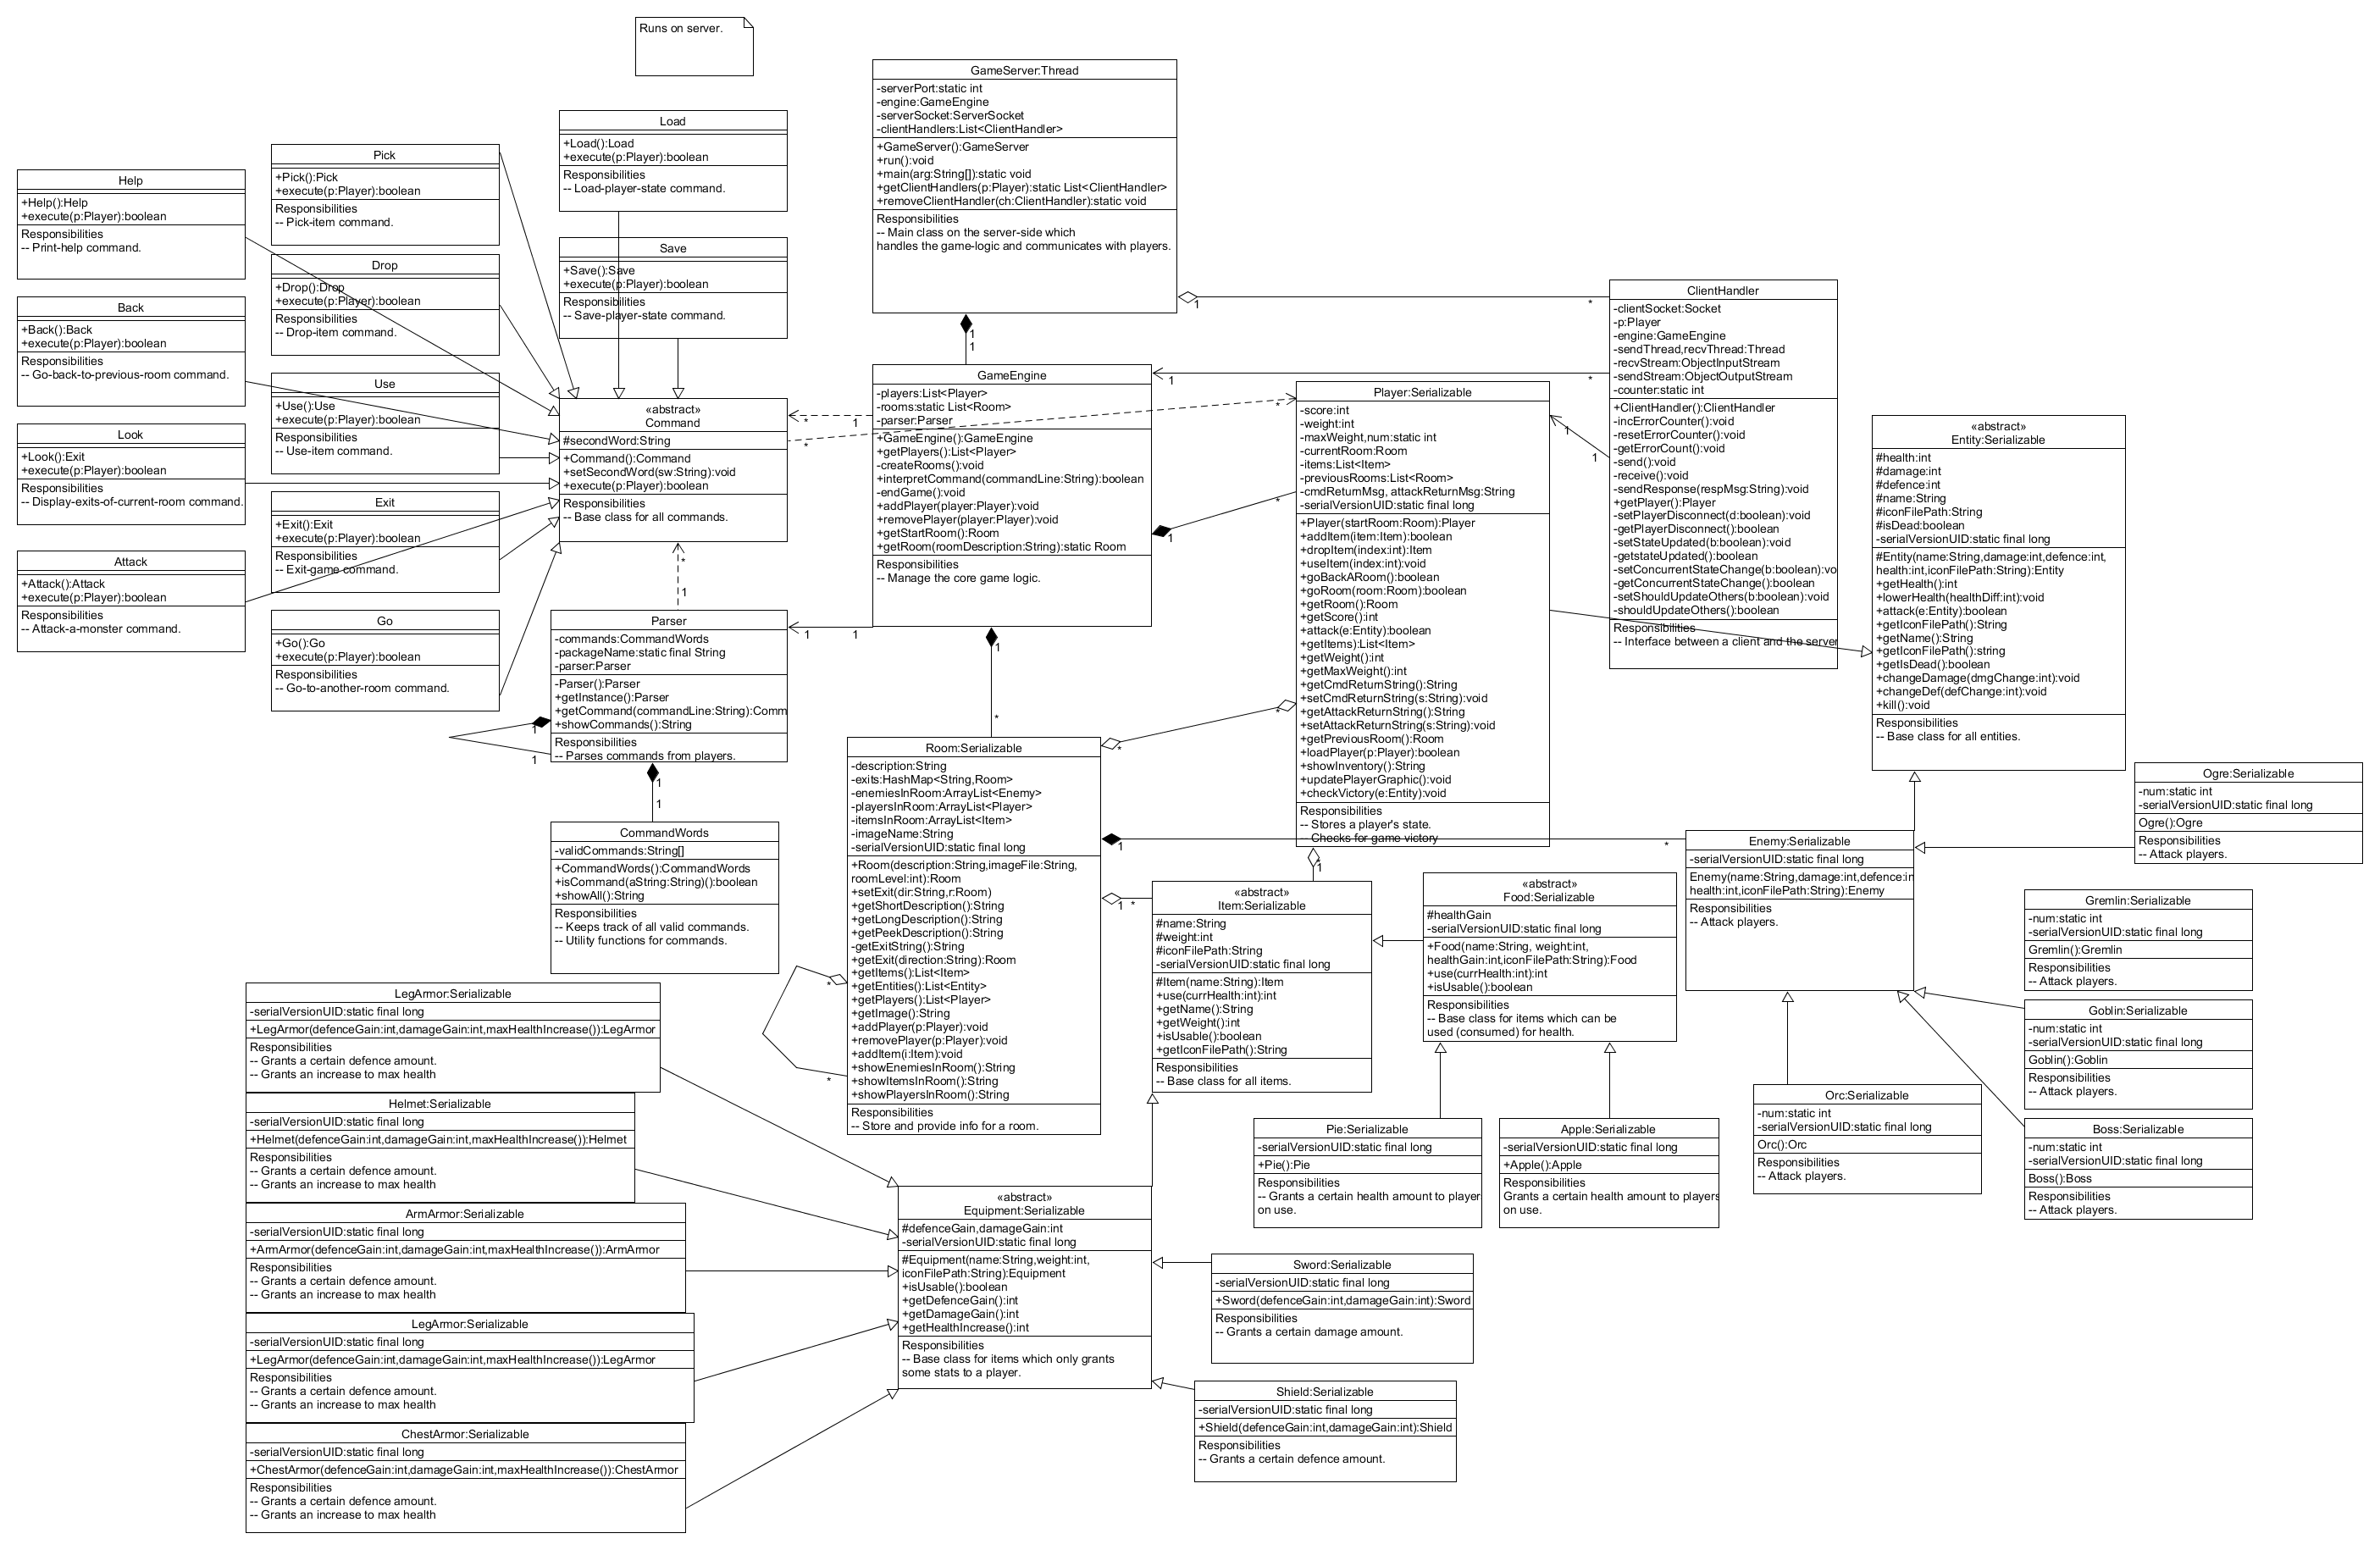 Runs on server.
GameServer:Thread
-serverPort:static int
-engine:GameEngine
-serverSocket:ServerSocket
-clientHandlers:List<ClientHandler>
+GameServer():GameServer
+run():void
+main(arg:String[]):static void
+getClientHandlers(p:Player):static List<ClientHandler>
+removeClientHandler(ch:ClientHandler):static void
Responsibilities
-- Main class on the server-side which
handles the game-logic and communicates with players.
Load
+Load():Load
+execute(p:Player):boolean
Responsibilities
-- Load-player-state command.
Pick
+Pick():Pick
+execute(p:Player):boolean
Responsibilities
-- Pick-item command.
Help
+Help():Help
+execute(p:Player):boolean
Responsibilities
-- Print-help command.
Save
+Save():Save
+execute(p:Player):boolean
Responsibilities
-- Save-player-state command.
Drop
+Drop():Drop
+execute(p:Player):boolean
Responsibilities
-- Drop-item command.
Back
+Back():Back
+execute(p:Player):boolean
Responsibilities
-- Go-back-to-previous-room command.
Use
+Use():Use
+execute(p:Player):boolean
Responsibilities
-- Use-item command.
Look
+Look():Exit
+execute(p:Player):boolean
Responsibilities
-- Display-exits-of-current-room command.
Exit
+Exit():Exit
+execute(p:Player):boolean
Responsibilities
-- Exit-game command.
Attack
+Attack():Attack
+execute(p:Player):boolean
Responsibilities
-- Attack-a-monster command.
Go
+Go():Go
+execute(p:Player):boolean
Responsibilities
-- Go-to-another-room command.
«abstract»
Command
#secondWord:String
+Command():Command
+setSecondWord(sw:String):void
+execute(p:Player):boolean
Responsibilities
-- Base class for all commands.
1
*
1
1
1
*
*
1
*
*
1
1
1
*
*
1
1
1
GameEngine
-players:List<Player>
-rooms:static List<Room>
-parser:Parser
+GameEngine():GameEngine
+getPlayers():List<Player>
-createRooms():void
+interpretCommand(commandLine:String):boolean
-endGame():void
+addPlayer(player:Player):void
+removePlayer(player:Player):void
+getStartRoom():Room
+getRoom(roomDescription:String):static Room
Responsibilities
-- Manage the core game logic.
ClientHandler
-clientSocket:Socket
-p:Player
-engine:GameEngine
-sendThread,recvThread:Thread
-recvStream:ObjectInputStream
-sendStream:ObjectOutputStream
-counter:static int
+ClientHandler():ClientHandler
-incErrorCounter():void
-resetErrorCounter():void
-getErrorCount():void
-send():void
-receive():void
-sendResponse(respMsg:String):void
+getPlayer():Player
-setPlayerDisconnect(d:boolean):void
-getPlayerDisconnect():boolean
-setStateUpdated(b:boolean):void
-getstateUpdated():boolean
-setConcurrentStateChange(b:boolean):vo
-getConcurrentStateChange():boolean
-setShouldUpdateOthers(b:boolean):void
-shouldUpdateOthers():boolean
Responsibilities
-- Interface between a client and the server
Player:Serializable
-score:int
-weight:int
-maxWeight,num:static int
-currentRoom:Room
-items:List<Item>
-previousRooms:List<Room>
-cmdReturnMsg, attackReturnMsg:String
-serialVersionUID:static final long
+Player(startRoom:Room):Player
+addItem(item:Item):boolean
+dropItem(index:int):Item
+useItem(index:int):void
+goBackARoom():boolean
+goRoom(room:Room):boolean
+getRoom():Room
+getScore():int
+attack(e:Entity):boolean
+getItems):List<Item>
+getWeight():int
+getMaxWeight():int
+getCmdReturnString():String
+setCmdReturnString(s:String):void
+getAttackReturnString():String
+setAttackReturnString(s:String):void
+getPreviousRoom():Room
+loadPlayer(p:Player):boolean
+showInventory():String
+updatePlayerGraphic():void
+checkVictory(e:Entity):void
Responsibilities
-- Stores a player's state.
-- Checks for game victory
«abstract»
Entity:Serializable
#health:int
#damage:int
#defence:int
#name:String
#iconFilePath:String
#isDead:boolean
-serialVersionUID:static final long
#Entity(name:String,damage:int,defence:int,
health:int,iconFilePath:String):Entity
+getHealth():int
+lowerHealth(healthDiff:int):void
+attack(e:Entity):boolean
+getIconFilePath():String
+getName():String
+getIconFilePath():string
+getIsDead():boolean
+changeDamage(dmgChange:int):void
+changeDef(defChange:int):void
+kill():void
Responsibilities
-- Base class for all entities.
Parser
-commands:CommandWords
-packageName:static final String
-parser:Parser
-Parser():Parser
+getInstance():Parser
+getCommand(commandLine:String):Comm
+showCommands():String
Responsibilities
-- Parses commands from players.
1
1
1
1
*
*
*
1
*
1
*
1
*
*
CommandWords
-validCommands:String[]
+CommandWords():CommandWords
+isCommand(aString:String)():boolean
+showAll():String
Responsibilities
-- Keeps track of all valid commands.
-- Utility functions for commands.
Room:Serializable
-description:String
-exits:HashMap<String,Room>
-enemiesInRoom:ArrayList<Enemy>
-playersInRoom:ArrayList<Player>
-itemsInRoom:ArrayList<Item>
-imageName:String
-serialVersionUID:static final long
+Room(description:String,imageFile:String,
roomLevel:int):Room
+setExit(dir:String,r:Room)
+getShortDescription():String
+getLongDescription():String
+getPeekDescription():String
-getExitString():String
+getExit(direction:String):Room
+getItems():List<Item>
+getEntities():List<Entity>
+getPlayers():List<Player>
+getImage():String
+addPlayer(p:Player):void
+removePlayer(p:Player):void
+addItem(i:Item):void
+showEnemiesInRoom():String
+showItemsInRoom():String
+showPlayersInRoom():String
Responsibilities
-- Store and provide info for a room.
«abstract»
Item:Serializable
#name:String
#weight:int
#iconFilePath:String
-serialVersionUID:static final long
#Item(name:String):Item
+use(currHealth:int):int
+getName():String
+getWeight():int
+isUsable():boolean
+getIconFilePath():String
Responsibilities
-- Base class for all items.
«abstract»
Food:Serializable
#healthGain
-serialVersionUID:static final long
+Food(name:String, weight:int,
healthGain:int,iconFilePath:String):Food
+use(currHealth:int):int
+isUsable():boolean
Responsibilities
-- Base class for items which can be
used (consumed) for health.
Enemy:Serializable
-serialVersionUID:static final long
Enemy(name:String,damage:int,defence:in
health:int,iconFilePath:String):Enemy
Responsibilities
-- Attack players.
Ogre:Serializable
-num:static int
-serialVersionUID:static final long
Ogre():Ogre
Responsibilities
-- Attack players.
Gremlin:Serializable
-num:static int
-serialVersionUID:static final long
Gremlin():Gremlin
Responsibilities
-- Attack players.
Goblin:Serializable
-num:static int
-serialVersionUID:static final long
Goblin():Goblin
Responsibilities
-- Attack players.
Orc:Serializable
-num:static int
-serialVersionUID:static final long
Orc():Orc
Responsibilities
-- Attack players.
Boss:Serializable
-num:static int
-serialVersionUID:static final long
Boss():Boss
Responsibilities
-- Attack players.
Pie:Serializable
-serialVersionUID:static final long
+Pie():Pie
Responsibilities
-- Grants a certain health amount to player
on use.
Apple:Serializable
-serialVersionUID:static final long
+Apple():Apple
Responsibilities
Grants a certain health amount to players
on use.
LegArmor:Serializable
-serialVersionUID:static final long
+LegArmor(defenceGain:int,damageGain:int,maxHealthIncrease()):LegArmor
Responsibilities
-- Grants a certain defence amount.
-- Grants an increase to max health
Helmet:Serializable
-serialVersionUID:static final long
+Helmet(defenceGain:int,damageGain:int,maxHealthIncrease()):Helmet
Responsibilities
-- Grants a certain defence amount.
-- Grants an increase to max health
ArmArmor:Serializable
-serialVersionUID:static final long
+ArmArmor(defenceGain:int,damageGain:int,maxHealthIncrease()):ArmArmor
Responsibilities
-- Grants a certain defence amount.
-- Grants an increase to max health
LegArmor:Serializable
-serialVersionUID:static final long
+LegArmor(defenceGain:int,damageGain:int,maxHealthIncrease()):LegArmor
Responsibilities
-- Grants a certain defence amount.
-- Grants an increase to max health
ChestArmor:Serializable
-serialVersionUID:static final long
+ChestArmor(defenceGain:int,damageGain:int,maxHealthIncrease()):ChestArmor
Responsibilities
-- Grants a certain defence amount.
-- Grants an increase to max health
«abstract»
Equipment:Serializable
#defenceGain,damageGain:int
-serialVersionUID:static final long
#Equipment(name:String,weight:int,
iconFilePath:String):Equipment
+isUsable():boolean
+getDefenceGain():int
+getDamageGain():int
+getHealthIncrease():int
Responsibilities
-- Base class for items which only grants
some stats to a player.
Sword:Serializable
-serialVersionUID:static final long
+Sword(defenceGain:int,damageGain:int):Sword
Responsibilities
-- Grants a certain damage amount.
Shield:Serializable
-serialVersionUID:static final long
+Shield(defenceGain:int,damageGain:int):Shield
Responsibilities
-- Grants a certain defence amount.